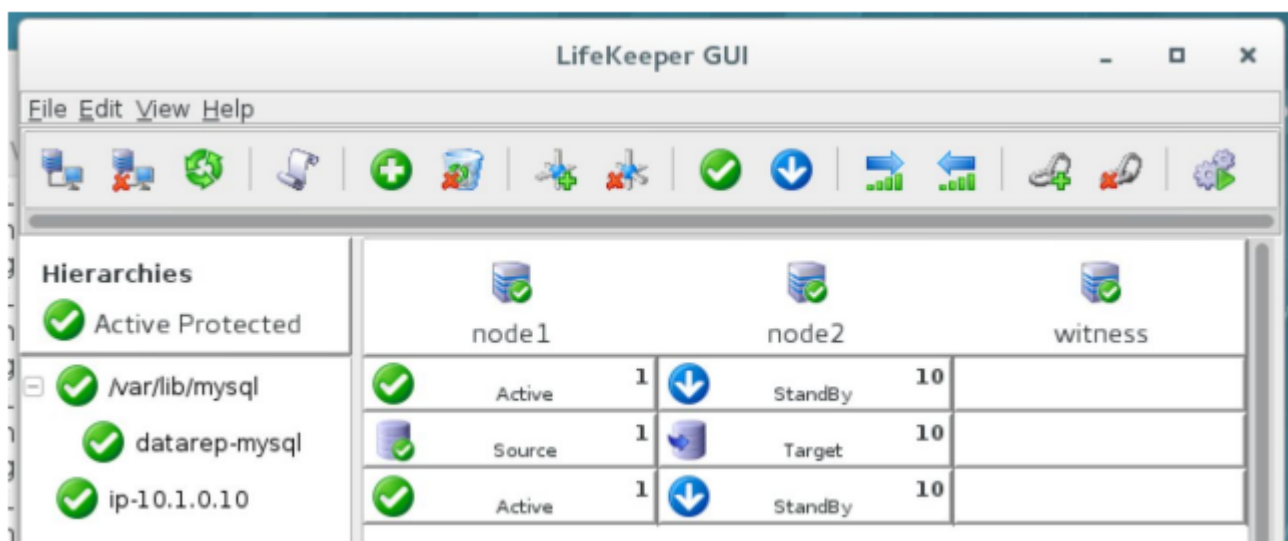 LifeKeeper GUI
File Edit View Help
Hierarchies
Active Protected
node1 node2 witness
/var/lib/mysql Active 1 StandBy 10
datarep-mysql Source 1 Target 10
ip-10.1.0.10 Active 1 StandBy 10